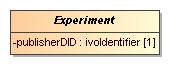 Experiment
-publisherDID : ivoIdentifier [1]